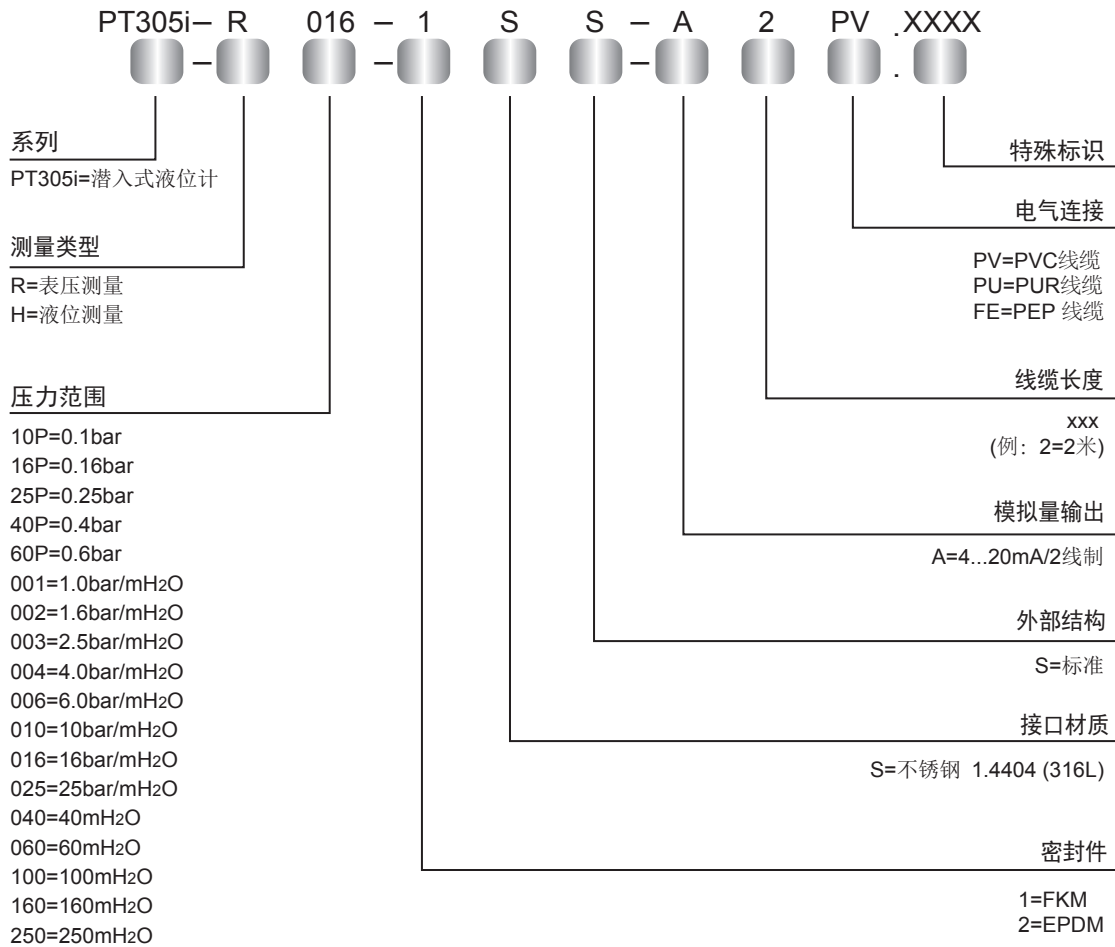 PT305i– R 016 – 1 S S – A 2 PV .XXXX
– – – .
系列
PT305i=潜入式液位计
测量类型
R=表压测量
H=液位测量
压力范围
10P=0.1bar
16P=0.16bar
25P=0.25bar
40P=0.4bar
60P=0.6bar
001=1.0bar/mH2O
002=1.6bar/mH2O
003=2.5bar/mH2O
004=4.0bar/mH2O
006=6.0bar/mH2O
010=10bar/mH2O
016=16bar/mH2O
025=25bar/mH2O
040=40mH2O
060=60mH2O
100=100mH2O
160=160mH2O
250=250mH2O
特殊标识
电气连接
PV=PVC线缆
PU=PUR线缆
FE=PEP 线缆
线缆长度
xxx
(例：2=2米)
模拟量输出
A=4...20mA/2线制
外部结构
S=标准
接口材质
S=不锈钢 1.4404 (316L)
密封件
1=FKM
2=EPDM